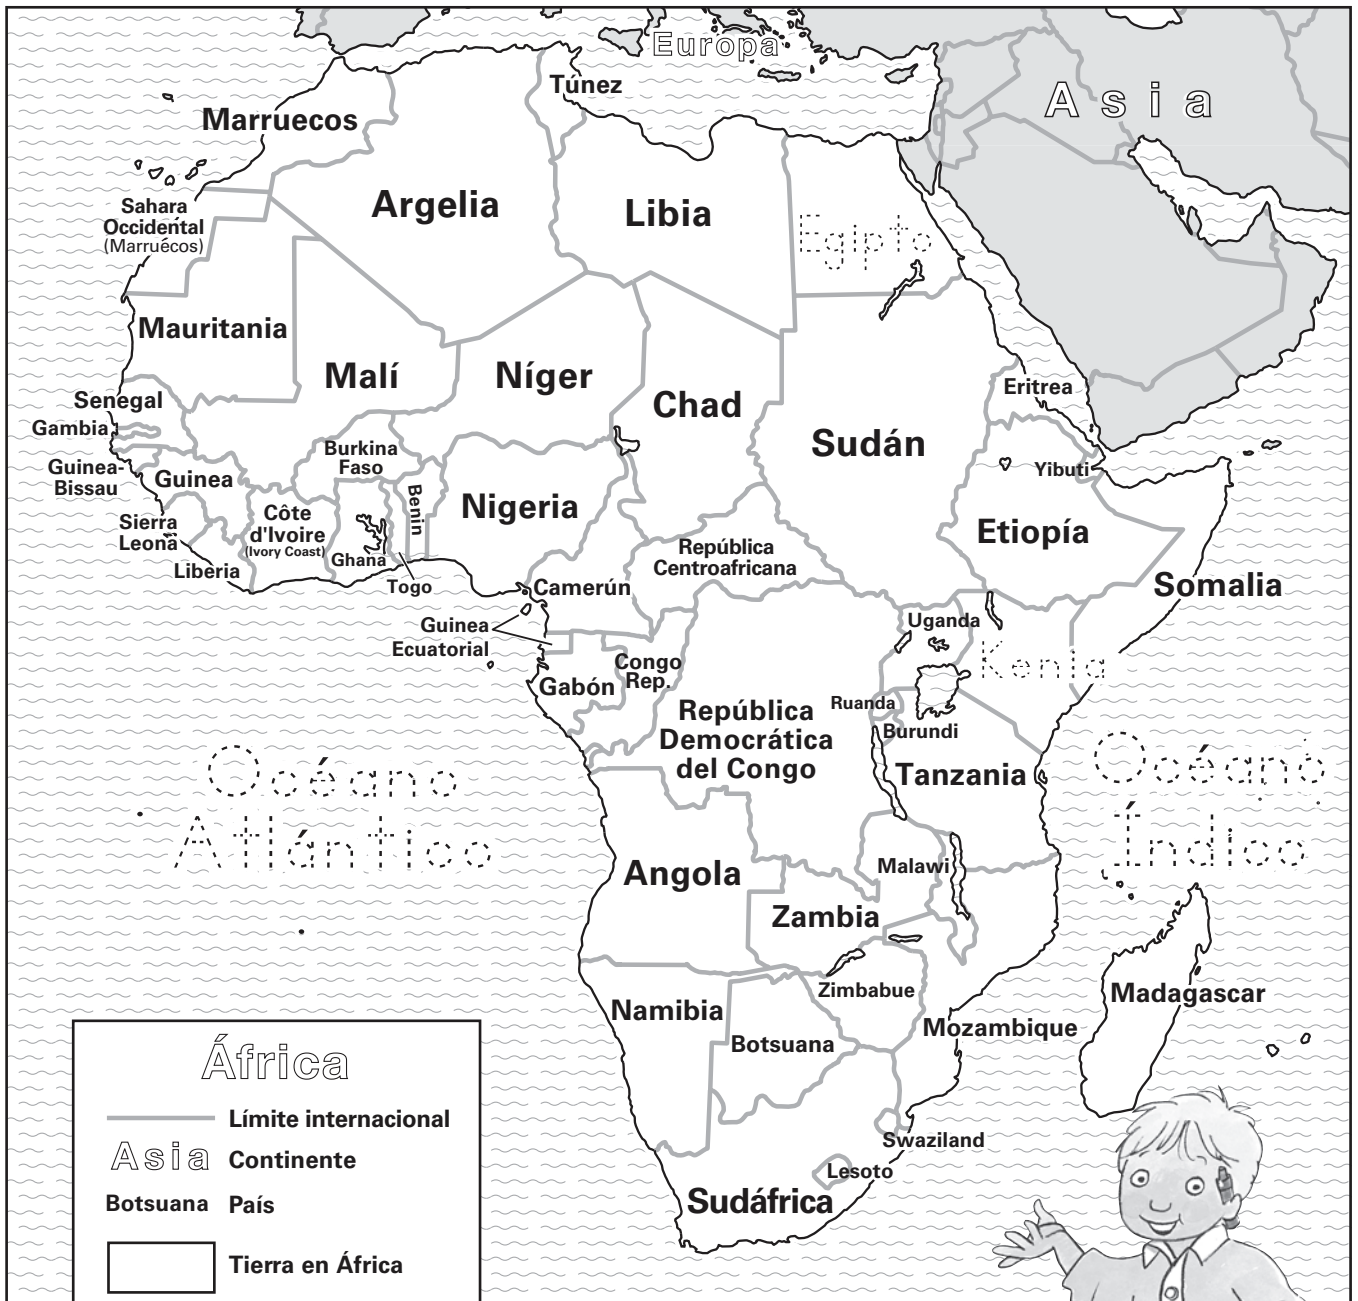 Europa
Asia
Túnez
Marruecos
Argelia
Libia
Egipto
Sahara
Occidental
(Marruécos)
Mauritania
Malí
Níger
Chad
Sudán
Eritrea
Senegal
Gambia
Guinea-
Bissau
Guinea
Burkina
Faso
Benin
Nigeria
Yibuti
Etiopía
Sierra
Leona
Côte
d'Ivoire
(Ivory Coast)
Ghana
Liberia
Togo
Camerún
República
Centroafricana
Somalia
Guinea
Ecuatorial
Uganda
Kenia
Gabón
Congo
Rep.
Ruanda
Burundi
República
Democrática
del Congo
Tanzania
Océano
Atlántico
Océano
Índico
Angola
Malawi
Zambia
Zimbabue
Namibia
Botsuana
Mozambique
Madagascar
Swaziland
Lesoto
Sudáfrica
África
Límite internacional
Asia Continente
Botsuana País
Tierra en África